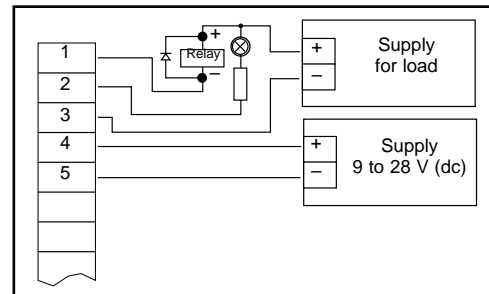 1
2
3
4
5
+
Relay
–
+
–
Supply
for load
+
–
Supply
9 to 28 V (dc)